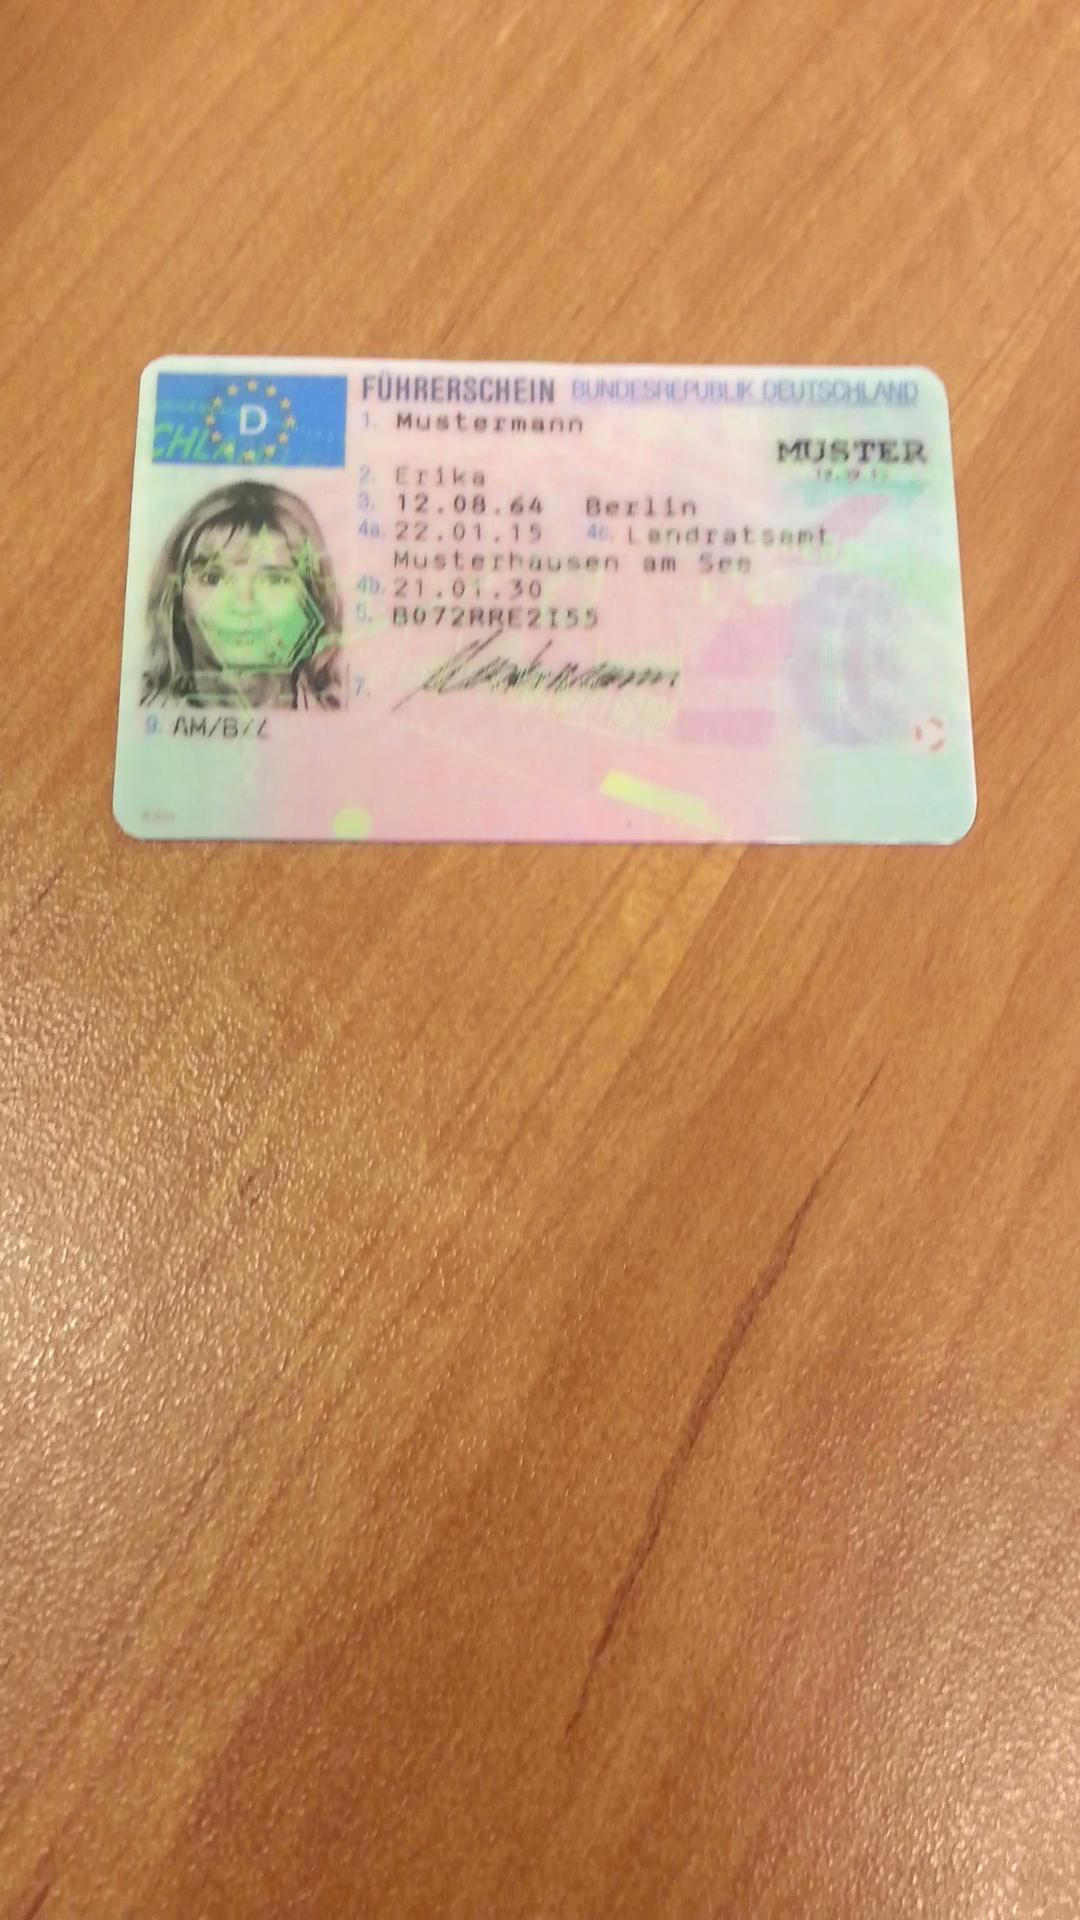 D
CHLAND
FÜHRERSCHEIN BUNDESREPUBLIK DEUTSCHLAND
1. Mustermann
MUSTER
2. Erika
3. 12.08.64 Berlin
4a. 22.01.15 4c. Landratsamt
Musterhausen am See
4b. 21.01.30
5. B072RRE2I55
7. Mustermann
9. AM/B/L